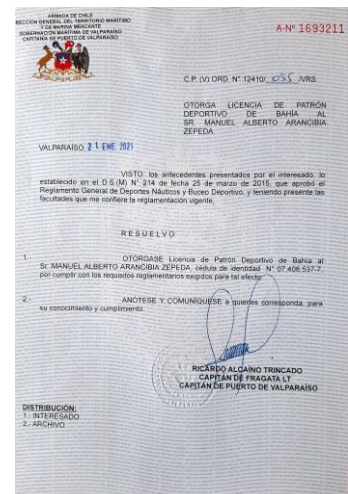 ARMADA DE CHILE
DIRECCIÓN GENERAL DEL TERRITORIO MARÍTIMO
Y DE MARINA MERCANTE
GOBERNACIÓN MARÍTIMA DE VALPARAÍSO
CAPITANÍA DE PUERTO DE VALPARAÍSO
A-Nº 1693211
C.P. (V) ORD. N° 12410/ 055 /VRS.
OTORGA LICENCIA DE PATRÓN
DEPORTIVO DE BAHÍA AL
SR. MANUEL ALBERTO ARANCIBIA
ZEPEDA.
VALPARAÍSO, 21 ENE 2021
VISTO: los antecedentes presentados por el interesado, lo
establecido en el D.S.(M) N° 214 de fecha 25 de marzo de 2015, que aprobó el
Reglamento General de Deportes Náuticos y Buceo Deportivo, y teniendo presente las
facultades que me confiere la reglamentación vigente,
R E S U E L V O
1.- OTÓRGASE Licencia de Patrón Deportivo de Bahía al
Sr. MANUEL ALBERTO ARANCIBIA ZEPEDA, cédula de identidad N° 07.408.537-7,
por cumplir con los requisitos reglamentarios exigidos para tal efecto.
2.- ANÓTESE Y COMUNÍQUESE a quienes corresponda, para
su conocimiento y cumplimiento.
RICARDO ALCAÍNO TRINCADO
CAPITÁN DE FRAGATA LT
CAPITÁN DE PUERTO DE VALPARAÍSO
DISTRIBUCIÓN:
1.- INTERESADO.
2.- ARCHIVO.